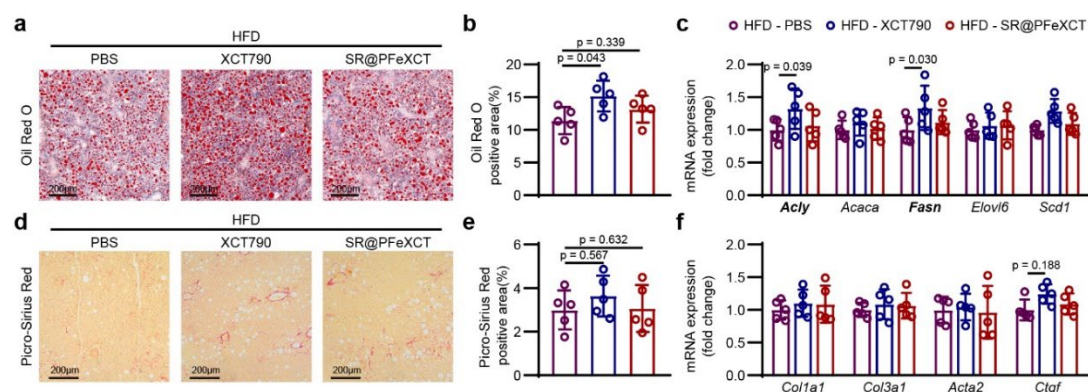 a
HFD
PBS
XCT790
SR@PFeXCT
Oil Red O
200μm
200μm
200μm
b
p = 0.339
p = 0.043
Oil Red O
positive area(%)
20
15
10
5
0
c
HFD - PBS
HFD - XCT790
HFD - SR@PFeXCT
p = 0.039
p = 0.030
mRNA expression
(fold change)
2.0
1.5
1.0
0.5
0.0
Acly
Acaca
Fasn
Elovl6
Scd1
d
HFD
PBS
XCT790
SR@PFeXCT
Picro-Sirius Red
200μm
200μm
200μm
e
p = 0.632
p = 0.567
Picro-Sirius Red
positive area(%)
6
4
2
0
f
p = 0.188
mRNA expression
(fold change)
2.0
1.5
1.0
0.5
0.0
Col1a1
Col3a1
Acta2
Ctgf